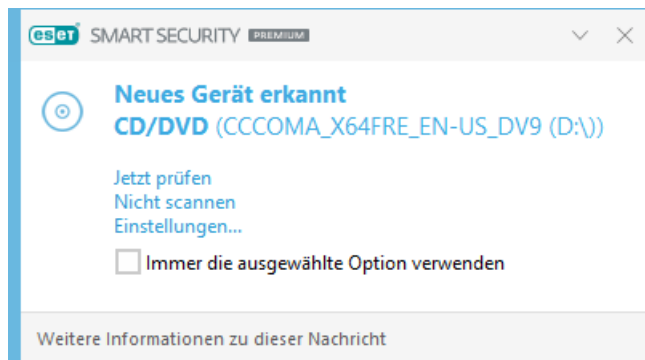 eset SMART SECURITY PREMIUM
Neues Gerät erkannt
CD/DVD (CCCOMA_X64FRE_EN-US_DV9 (D:\))
Jetzt prüfen
Nicht scannen
Einstellungen...
Immer die ausgewählte Option verwenden
Weitere Informationen zu dieser Nachricht